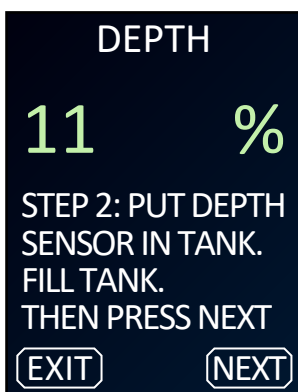 DEPTH
11 %
STEP 2: PUT DEPTH
SENSOR IN TANK.
FILL TANK.
THEN PRESS NEXT
EXIT NEXT